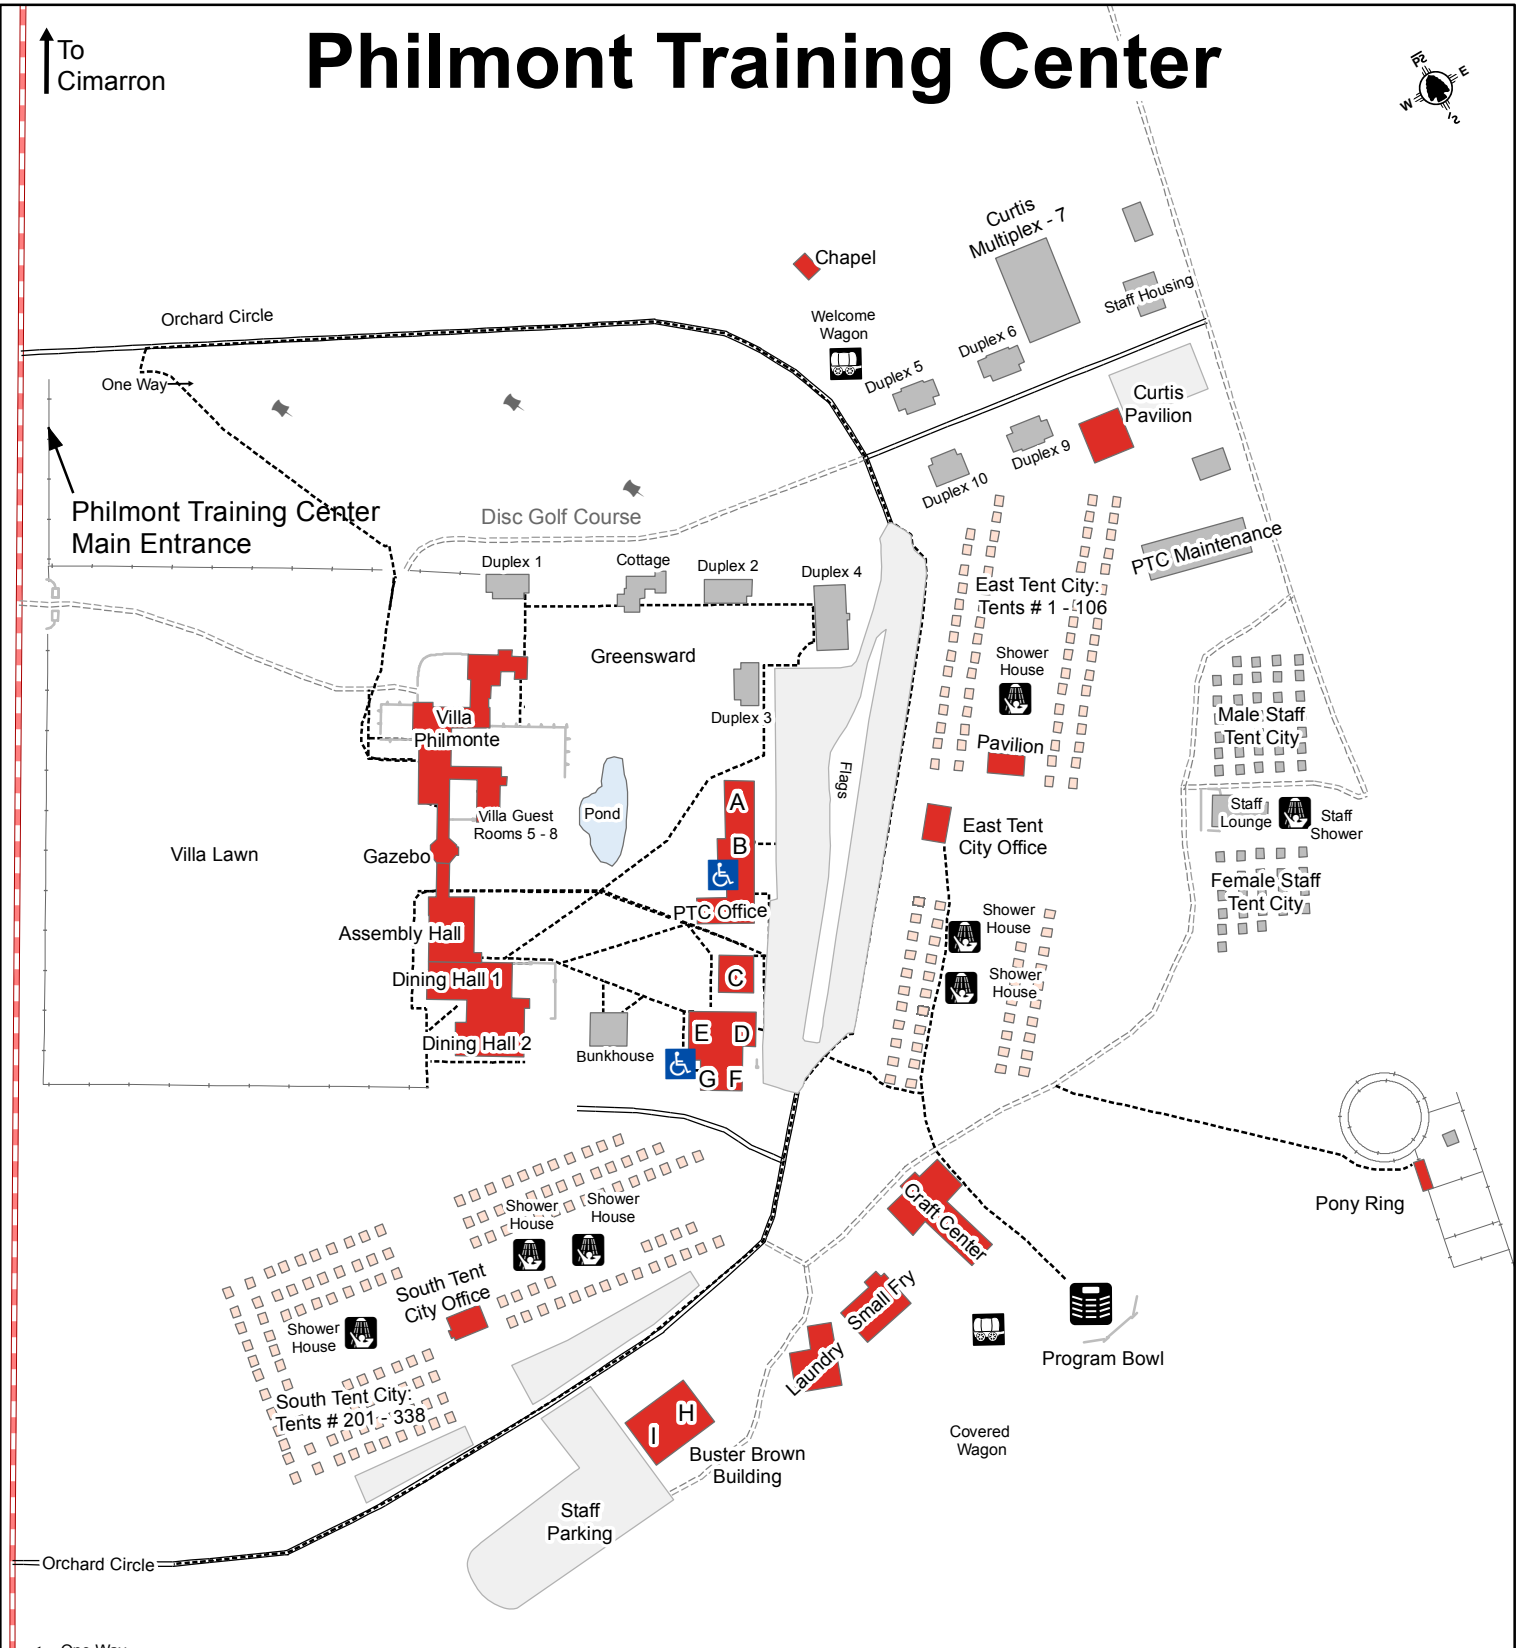 Philmont Training Center
To
Cimarron
E
W
Curtis
Multiplex - 7
Chapel
Staff Housing
Orchard Circle
Welcome
Wagon
Duplex 6
Duplex 5
One Way
Curtis
Pavilion
Duplex 9
Duplex 10
Philmont Training Center
Main Entrance
Disc Golf Course
PTC Maintenance
Duplex 1
Cottage
Duplex 2
Duplex 4
East Tent City:
Tents # 1 - 106
Greensward
Shower
House
Duplex 3
Villa
Philmonte
Male Staff
Tent City
Pavilion
Flags
A
Villa Guest
Rooms 5 - 8
Pond
Staff
Lounge
Staff
Shower
East Tent
City Office
B
Villa Lawn
Gazebo
Female Staff
Tent City
PTC Office
Shower
House
Assembly Hall
Dining Hall 1
C
Shower
House
E
D
Dining Hall 2
Bunkhouse
G
F
Pony Ring
Craft Center
Shower
House
Shower
House
South Tent
City Office
Small Fry
Shower
House
Laundry
Program Bowl
South Tent City:
Tents # 201 - 338
H
I
Buster Brown
Building
Covered
Wagon
Staff
Parking
Orchard Circle
One Way